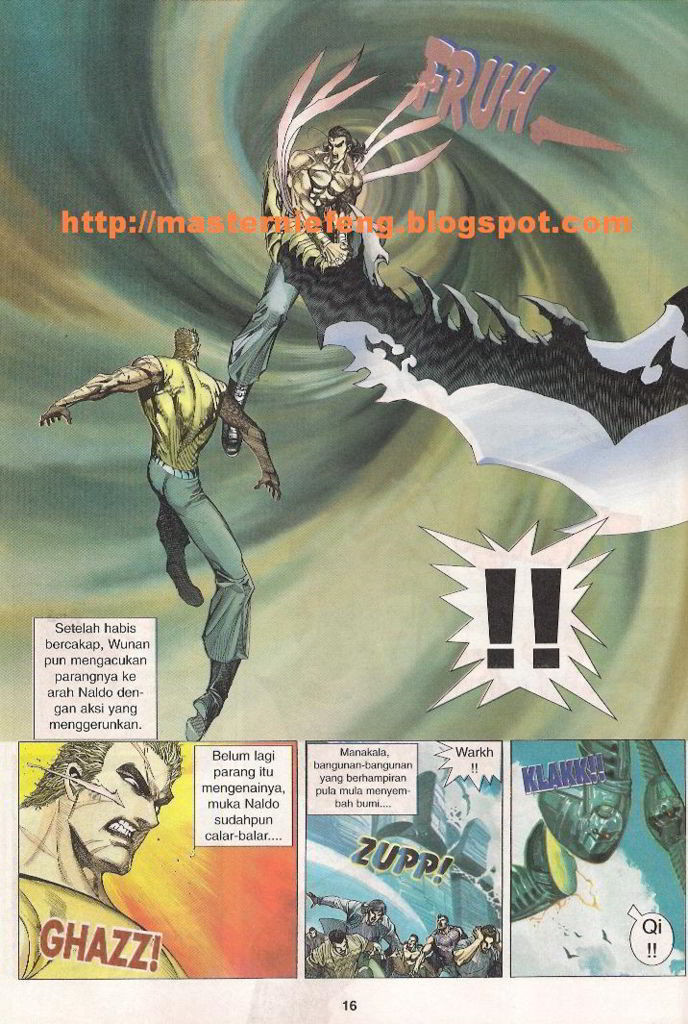 FRUH
http://masterniefeng.blogspot.com
!!
Setelah habis
bercakap, Wunan
pun mengacukan
parangnya ke
arah Naldo den-
gan aksi yang
menggerunkan.
Belum lagi
parang itu
mengenainya,
muka Naldo
sudahpun
calar-balar....
GHAZZ!
Manakala,
bangunan-bangunan
yang berhampiran
pula mula menyem-
bah bumi....
Warkh
!!
ZUPP!
KLAKK!!
Qi
!!
16